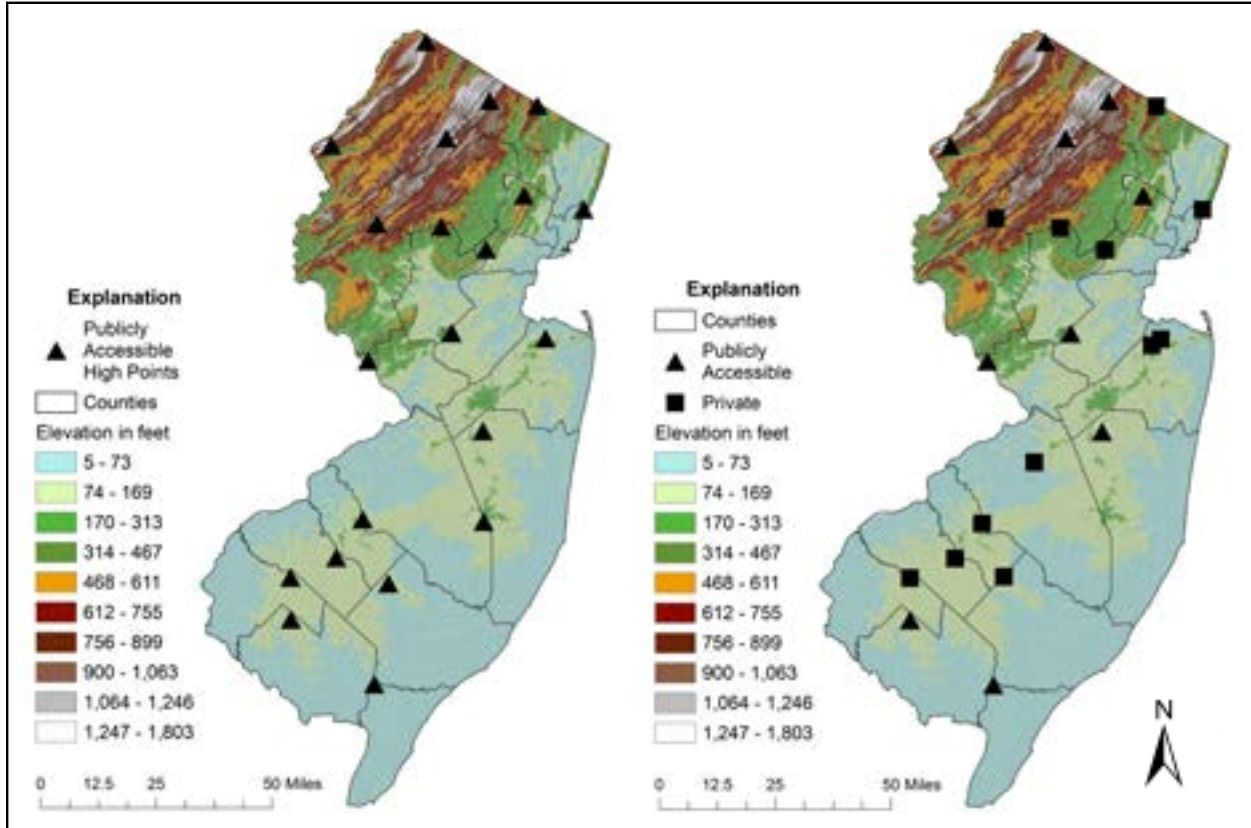 Explanation
Publicly
Accessible
High Points
Counties
Elevation in feet
5 - 73
74 - 169
170 - 313
314 - 467
468 - 611
612 - 755
756 - 899
900 - 1,063
1,064 - 1,246
1,247 - 1,803
0 12.5 25 50 Miles
Explanation
Counties
Publicly
Accessible
Private
Elevation in feet
5 - 73
74 - 169
170 - 313
314 - 467
468 - 611
612 - 755
756 - 899
900 - 1,063
1,064 - 1,246
1,247 - 1,803
0 12.5 25 50 Miles
N